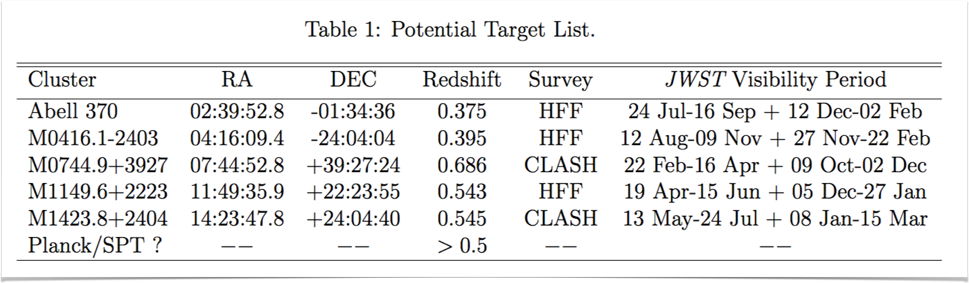 Table 1: Potential Target List.
Cluster RA DEC Redshift Survey JWST Visibility Period
Abell 370 02:39:52.8 -01:34:36 0.375 HFF 24 Jul-16 Sep + 12 Dec-02 Feb
M0416.1-2403 04:16:09.4 -24:04:04 0.395 HFF 12 Aug-09 Nov + 27 Nov-22 Feb
M0744.9+3927 07:44:52.8 +39:27:24 0.686 CLASH 22 Feb-16 Apr + 09 Oct-02 Dec
M1149.6+2223 11:49:35.9 +22:23:55 0.543 HFF 19 Apr-15 Jun + 05 Dec-27 Jan
M1423.8+2404 14:23:47.8 +24:04:40 0.545 CLASH 13 May-24 Jul + 08 Jan-15 Mar
Planck/SPT ? −− −− > 0.5 −− −−